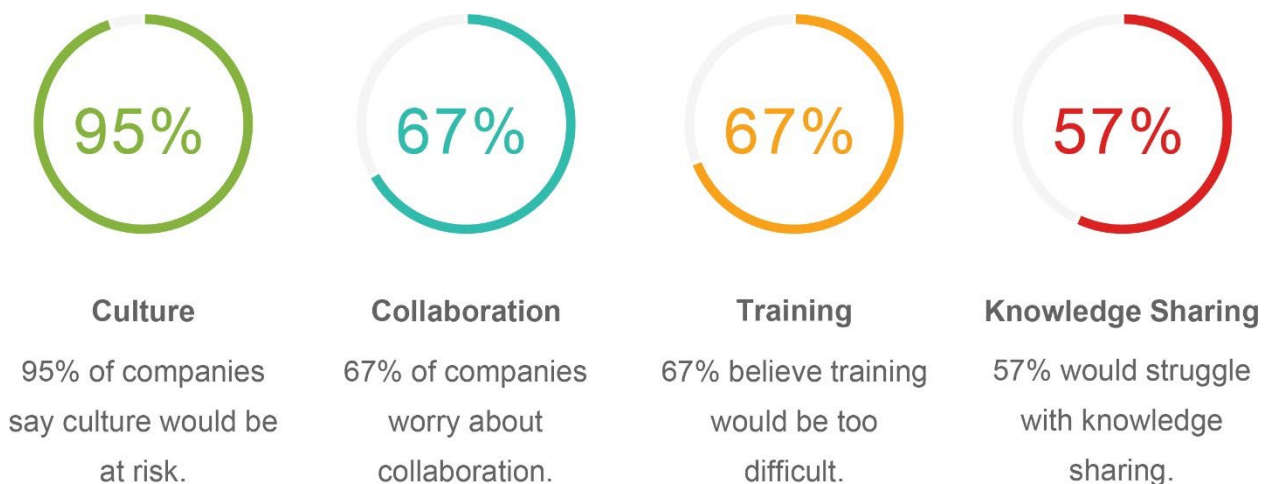 95%
67%
67%
57%
Culture
95% of companies
say culture would be
at risk.
Collaboration
67% of companies
worry about
collaboration.
Training
67% believe training
would be too
difficult.
Knowledge Sharing
57% would struggle
with knowledge
sharing.